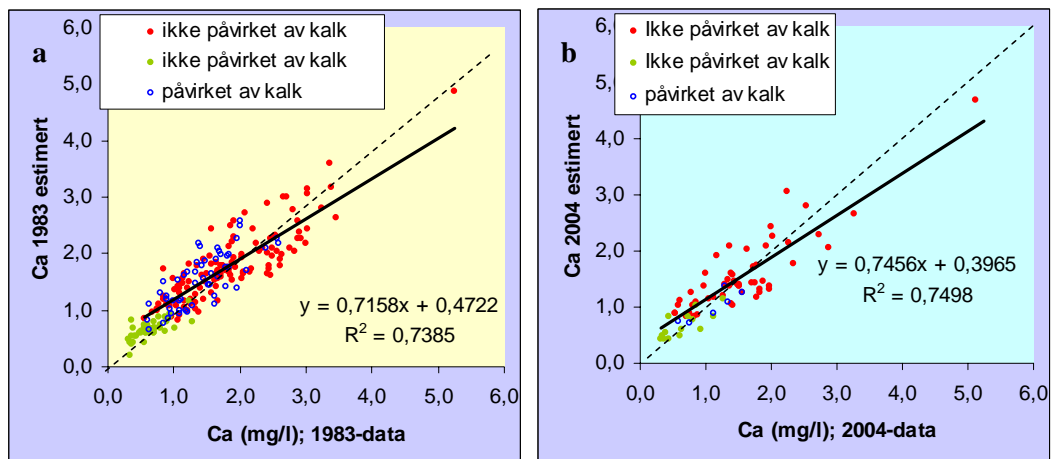 a
ikke påvirket av kalk
ikke påvirket av kalk
påvirket av kalk
6,0
5,0
4,0
3,0
2,0
1,0
0,0
Ca 1983 estimert
y = 0,7158x + 0,4722
R² = 0,7385
0,0 1,0 2,0 3,0 4,0 5,0 6,0
Ca (mg/l); 1983-data
b
Ikke påvirket av kalk
Ikke påvirket av kalk
påvirket av kalk
6,0
5,0
4,0
3,0
2,0
1,0
0,0
Ca 2004 estimert
y = 0,7456x + 0,3965
R² = 0,7498
0,0 1,0 2,0 3,0 4,0 5,0 6,0
Ca (mg/l); 2004-data